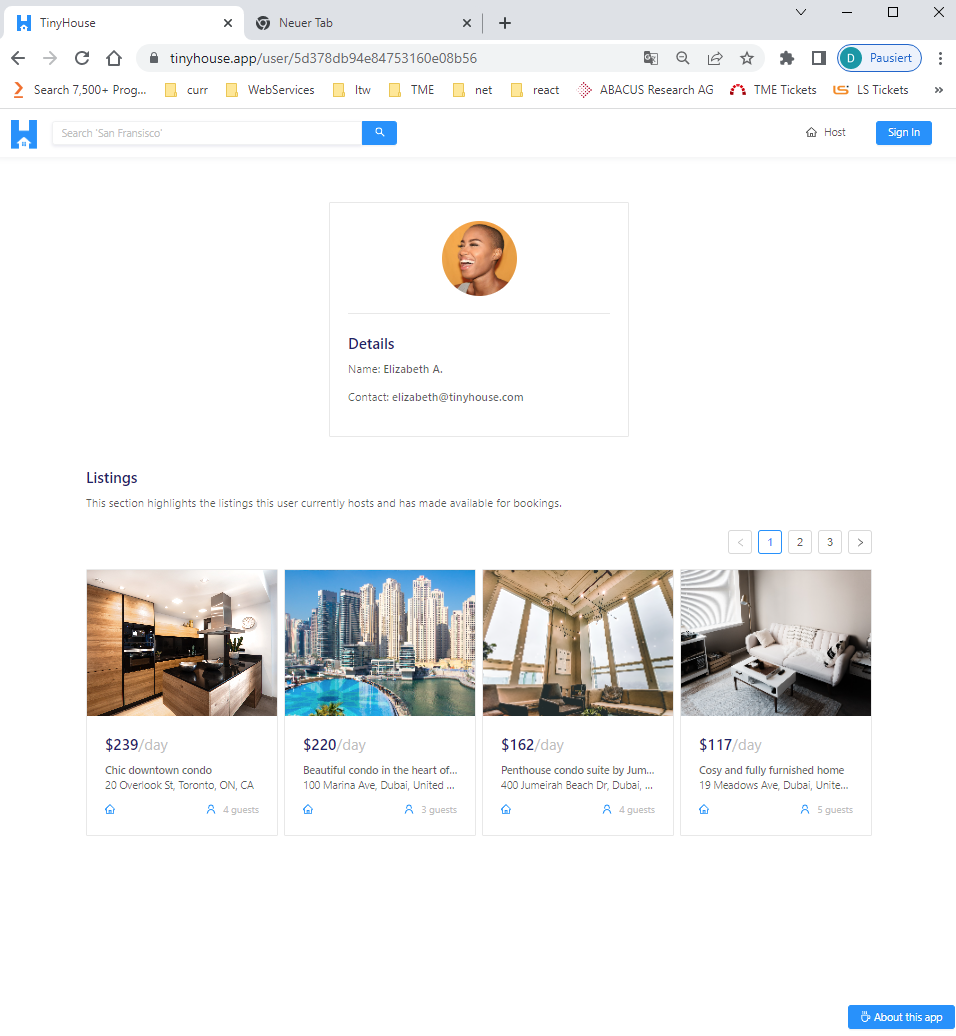 TinyHouse
Neuer Tab
tinyhouse.app/user/5d378db94e84753160e08b56
D Pausiert
Search 7,500+ Prog... curr WebServices ltw TME net react ABACUS Research AG TME Tickets LS Tickets »
Search 'San Fransisco'
Host
Sign In
Details
Name: Elizabeth A.
Contact: elizabeth@tinyhouse.com
Listings
This section highlights the listings this user currently hosts and has made available for bookings.
< 1 2 3 >
$239/day
Chic downtown condo
20 Overlook St, Toronto, ON, CA
4 guests
$220/day
Beautiful condo in the heart of...
100 Marina Ave, Dubai, United ...
3 guests
$162/day
Penthouse condo suite by Jum...
400 Jumeirah Beach Dr, Dubai, ...
4 guests
$117/day
Cosy and fully furnished home
19 Meadows Ave, Dubai, Unite...
5 guests
About this app